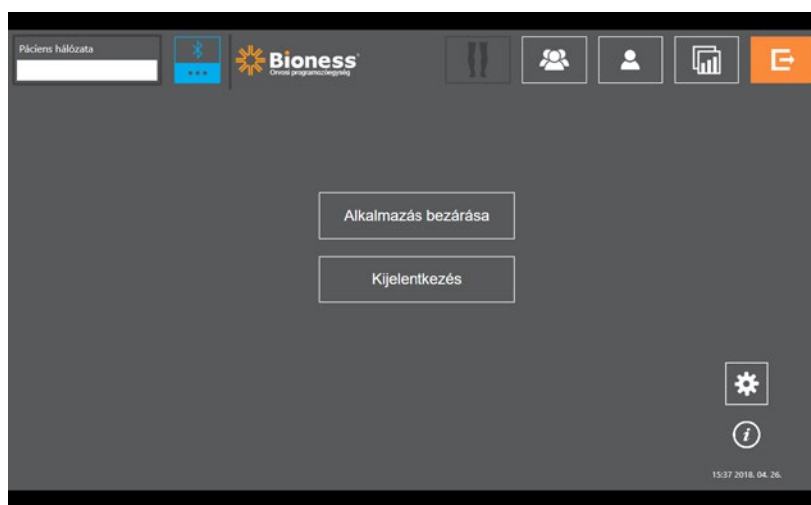 Páciens hálózata
Bioness
Orvosi programozóegység
Alkalmazás bezárása
Kijelentkezés
15:37 2018. 04. 26.